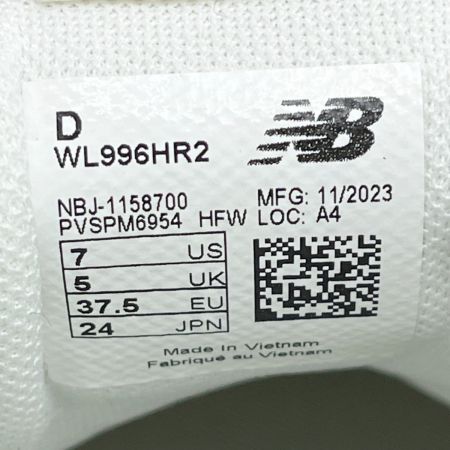 D
WL996HR2
NB
NBJ-1158700 MFG: 11/2023
PVSPM6954 HFW LOC: A4
7 US
5 UK
37.5 EU
24 JPN
Made in Vietnam
Fabriqué au Vietnam